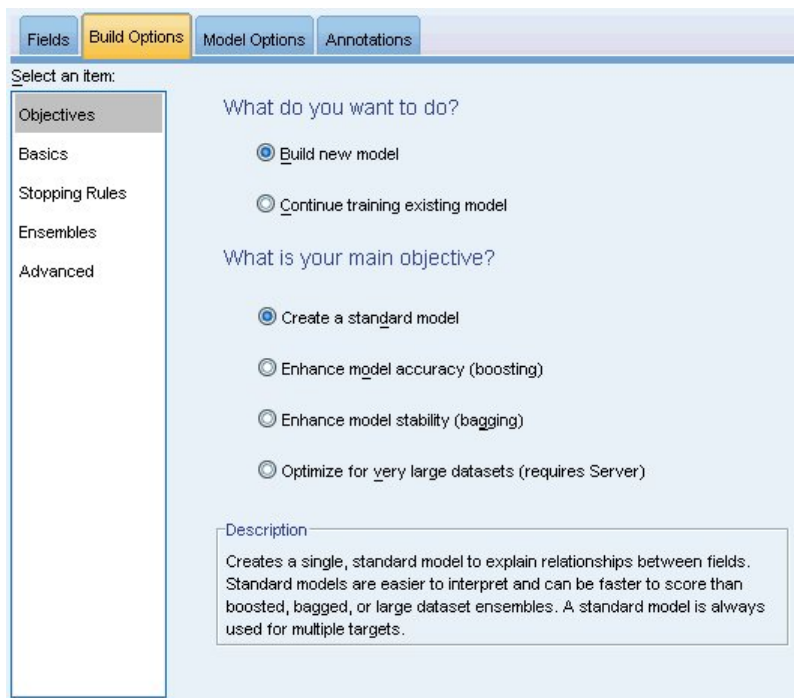 Fields Build Options Model Options Annotations
Select an item:
Objectives
Basics
Stopping Rules
Ensembles
Advanced
What do you want to do?
Build new model
Continue training existing model
What is your main objective?
Create a standard model
Enhance model accuracy (boosting)
Enhance model stability (bagging)
Optimize for very large datasets (requires Server)
Description
Creates a single, standard model to explain relationships between fields.
Standard models are easier to interpret and can be faster to score than
boosted, bagged, or large dataset ensembles. A standard model is always
used for multiple targets.